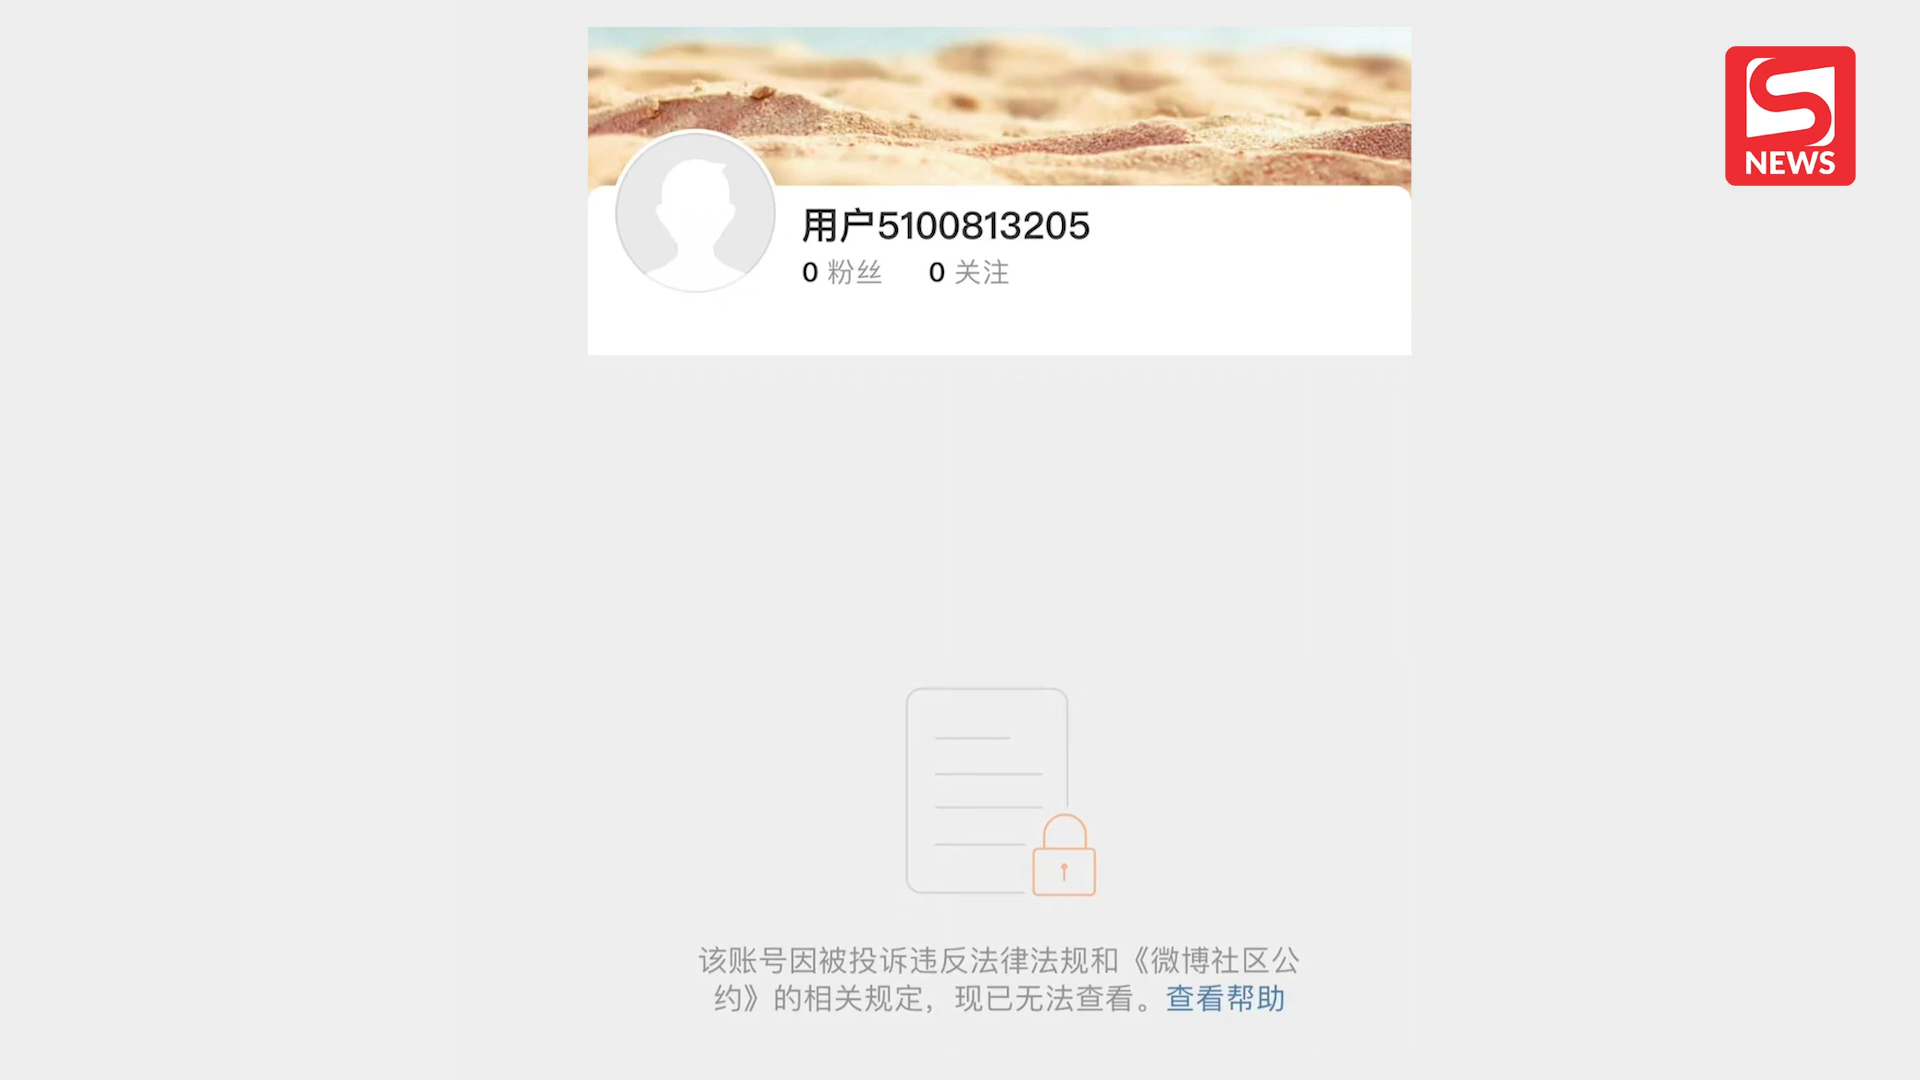 S
NEWS
用户5100813205
0 粉丝 0 关注
该账号因被投诉违反法律法规和《微博社区公
约》的相关规定，现已无法查看。查看帮助